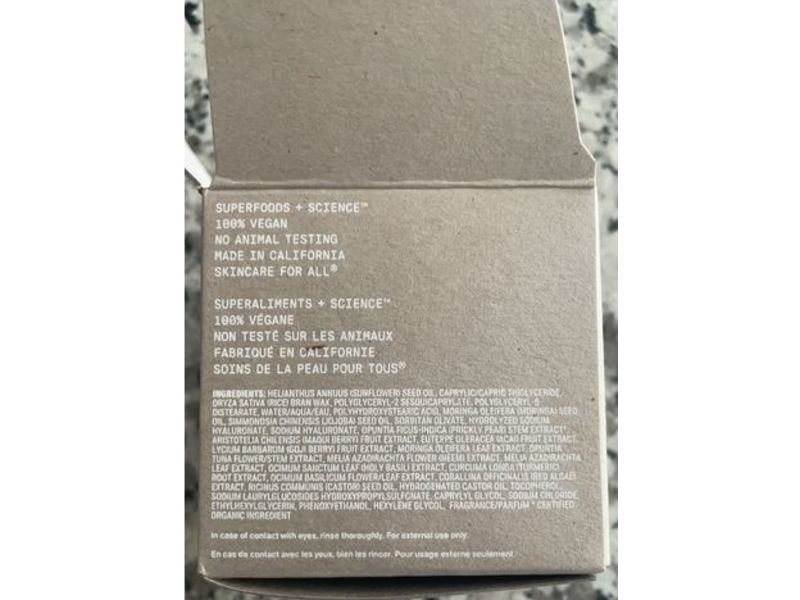 SUPERFOODS + SCIENCE™
100% VEGAN
NO ANIMAL TESTING
MADE IN CALIFORNIA
SKINCARE FOR ALL®
SUPERALIMENTS + SCIENCE™
100% VÉGANE
NON TESTÉ SUR LES ANIMAUX
FABRIQUÉ EN CALIFORNIE
SOINS DE LA PEAU POUR TOUS®
INGREDIENTS: HELIANTHUS ANNUUS (SUNFLOWER) SEED OIL, CAPRYLIC/CAPRIC TRIGLYCERIDE,
ORYZA SATIVA (RICE) BRAN WAX, POLYGLYCERYL-2 SESQUICAPRYLATE, POLYGLYCERYL-6
DISTEARATE, WATER/AQUA/EAU, POLYHYDROXYSTEARIC ACID, MORINGA OLEIFERA (MORINGA) SEED
OIL, SIMMONDSIA CHINENSIS (JOJOBA) SEED OIL, SORBITAN OLIVATE, HYDROLYZED SODIUM
HYALURONATE, SODIUM HYALURONATE, OPUNTIA FICUS-INDICA (PRICKLY PEAR) STEM EXTRACT*
ARISTOTELIA CHILENSIS (MAQUI BERRY) FRUIT EXTRACT, EUTERPE OLERACEA (ACAI) FRUIT EXTRACT,
LYCIUM BARBARUM (GOJI BERRY) FRUIT EXTRACT, MORINGA OLEIFERA LEAF EXTRACT, OPUNTIA
TUNA FLOWER/STEM EXTRACT, MELIA AZADIRACHTA FLOWER (NEEM) EXTRACT, MELIA AZADIRACHTA
LEAF EXTRACT, OCIMUM SANCTUM LEAF (HOLY BASIL) EXTRACT, CURCUMA LONGA (TURMERIC)
ROOT EXTRACT, OCIMUM BASILICUM FLOWER/LEAF EXTRACT, CORALLINA OFFICINALIS (RED ALGAE)
EXTRACT, RICINUS COMMUNIS (CASTOR) SEED OIL, HYDROGENATED CASTOR OIL, TOCOPHEROL,
SODIUM LAURYLGLUCOSIDES HYDROXYPROPYLSULFONATE, CAPRYLYL GLYCOL, SODIUM CHLORIDE,
ETHYLHEXYLGLYCERIN, PHENOXYETHANOL, HEXYLENE GLYCOL, FRAGRANCE/PARFUM *CERTIFIED
ORGANIC INGREDIENT
In case of contact with eyes, rinse thoroughly. For external use only.
En cas de contact avec les yeux, bien les rincer. Pour usage externe seulement.